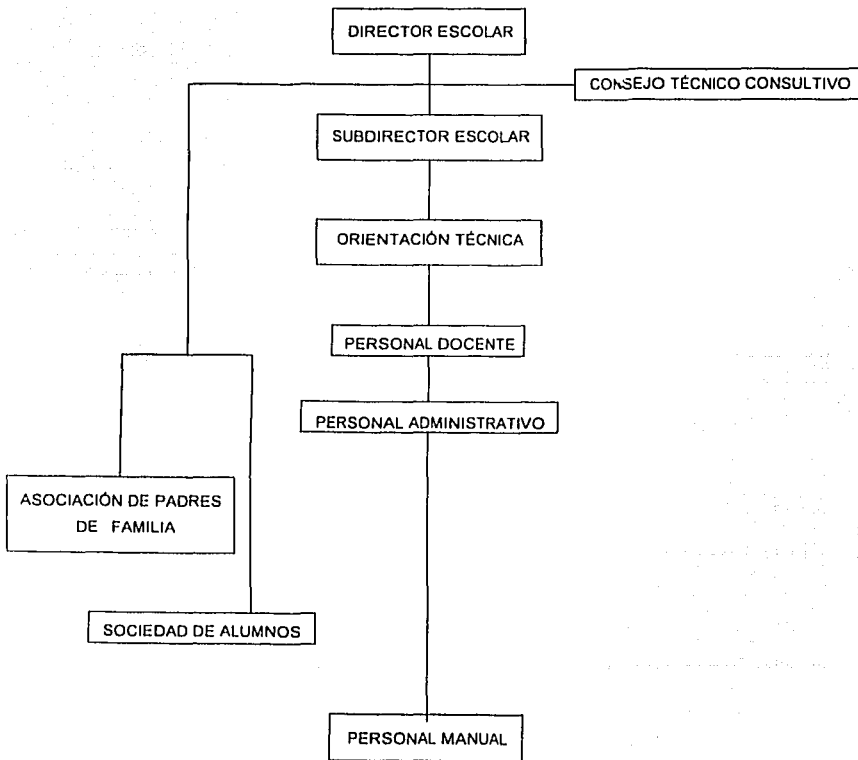 DIRECTOR ESCOLAR
CONSEJO TÉCNICO CONSULTIVO
SUBDIRECTOR ESCOLAR
ORIENTACIÓN TÉCNICA
PERSONAL DOCENTE
PERSONAL ADMINISTRATIVO
ASOCIACIÓN DE PADRES
DE FAMILIA
SOCIEDAD DE ALUMNOS
PERSONAL MANUAL